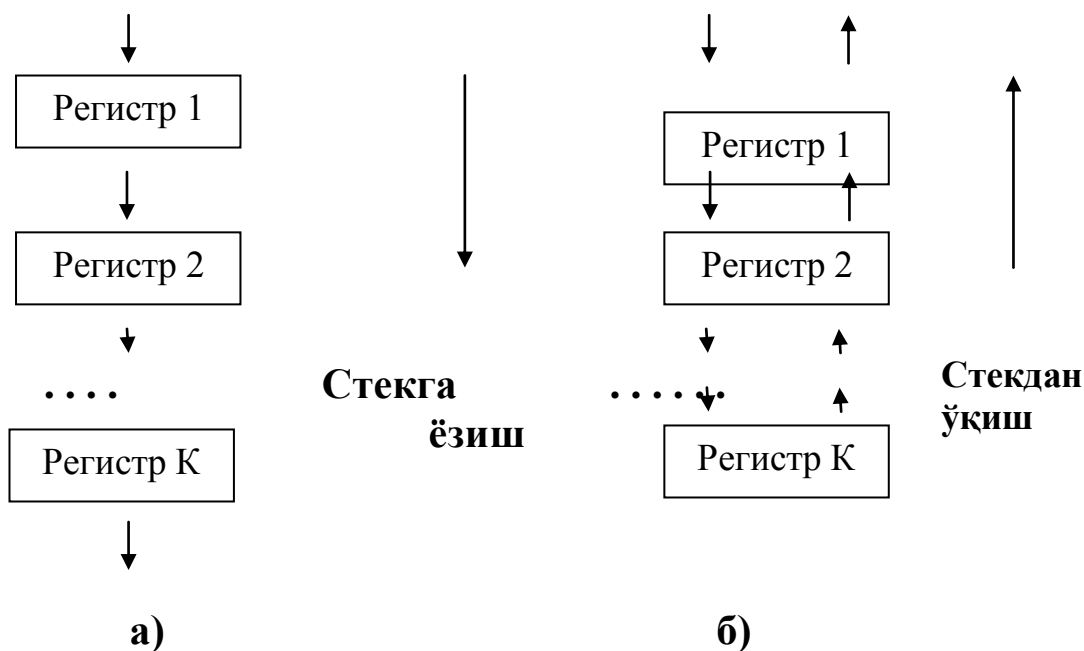 Регистр 1
Регистр 2
. . . .
Регистр К
а)
Стекга
ёзиш
Регистр 1
Регистр 2
. . . . . .
Регистр К
б)
Стекдан
ўқиш